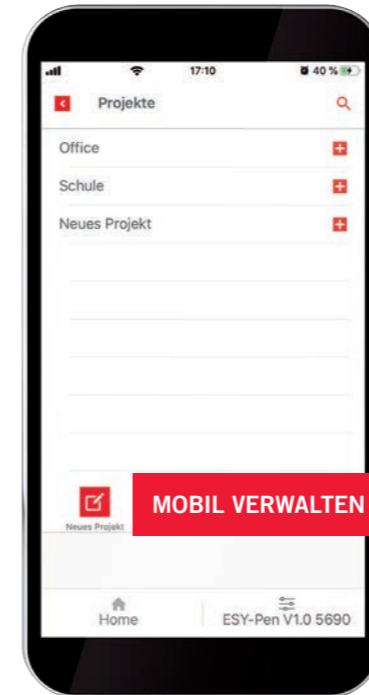 17:10 40 %
Projekte
Office
Schule
Neues Projekt
MOBIL VERWALTEN
Neues Projekt
Home ESY-Pen V1.0 5690